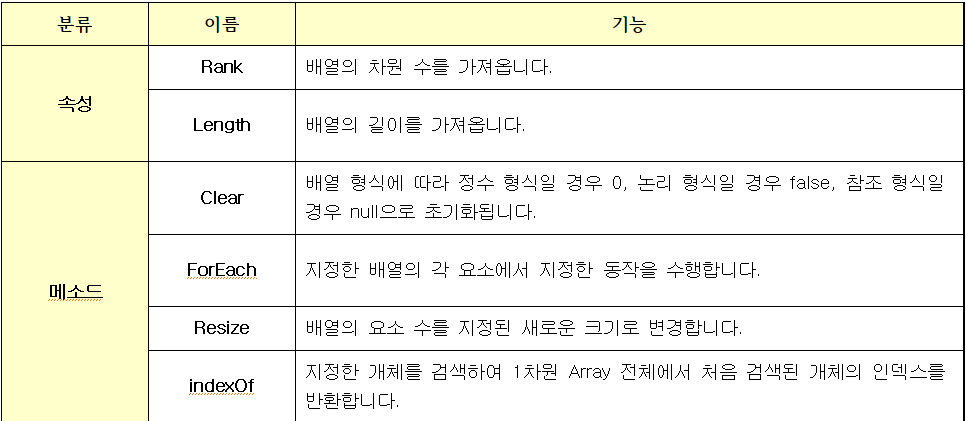 분류 이름 기능
속성
Rank 배열의 차원 수를 가져옵니다.
Length 배열의 길이를 가져옵니다.
메소드
Clear 배열 형식에 따라 정수 형식일 경우 0, 논리 형식일 경우 false, 참조 형식일
경우 null으로 초기화됩니다.
ForEach 지정한 배열의 각 요소에서 지정한 동작을 수행합니다.
Resize 배열의 요소 수를 지정된 새로운 크기로 변경합니다.
indexOf 지정한 개체를 검색하여 1차원 Array 전체에서 처음 검색된 개체의 인덱스를
반환합니다.